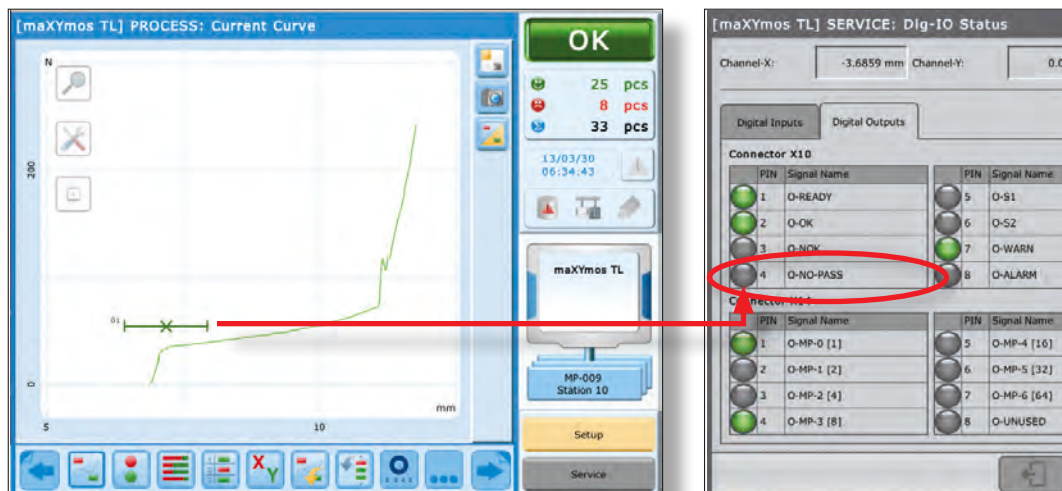 [maXYmos TL] PROCESS: Current Curve
N
200
0
01
5
10
mm
OK
25 pcs
8 pcs
33 pcs
13/03/30
06:34:43
maXYmos TL
MP-009
Station 10
Setup
Service
X
Y
[maXYmos TL] SERVICE: Dig-IO Status
Channel-X: -3.6859 mm Channel-Y: 0.0
Digital Inputs Digital Outputs
Connector X10
PIN Signal Name PIN Signal Name
1 O-READY 5 O-S1
2 O-OK 6 O-S2
3 O-NOK 7 O-WARN
4 O-NO-PASS 8 O-ALARM
Connector X14
PIN Signal Name PIN Signal Name
1 O-MP-0 [1] 5 O-MP-4 [16]
2 O-MP-1 [2] 6 O-MP-5 [32]
3 O-MP-2 [4] 7 O-MP-6 [64]
4 O-MP-3 [8] 8 O-UNUSED